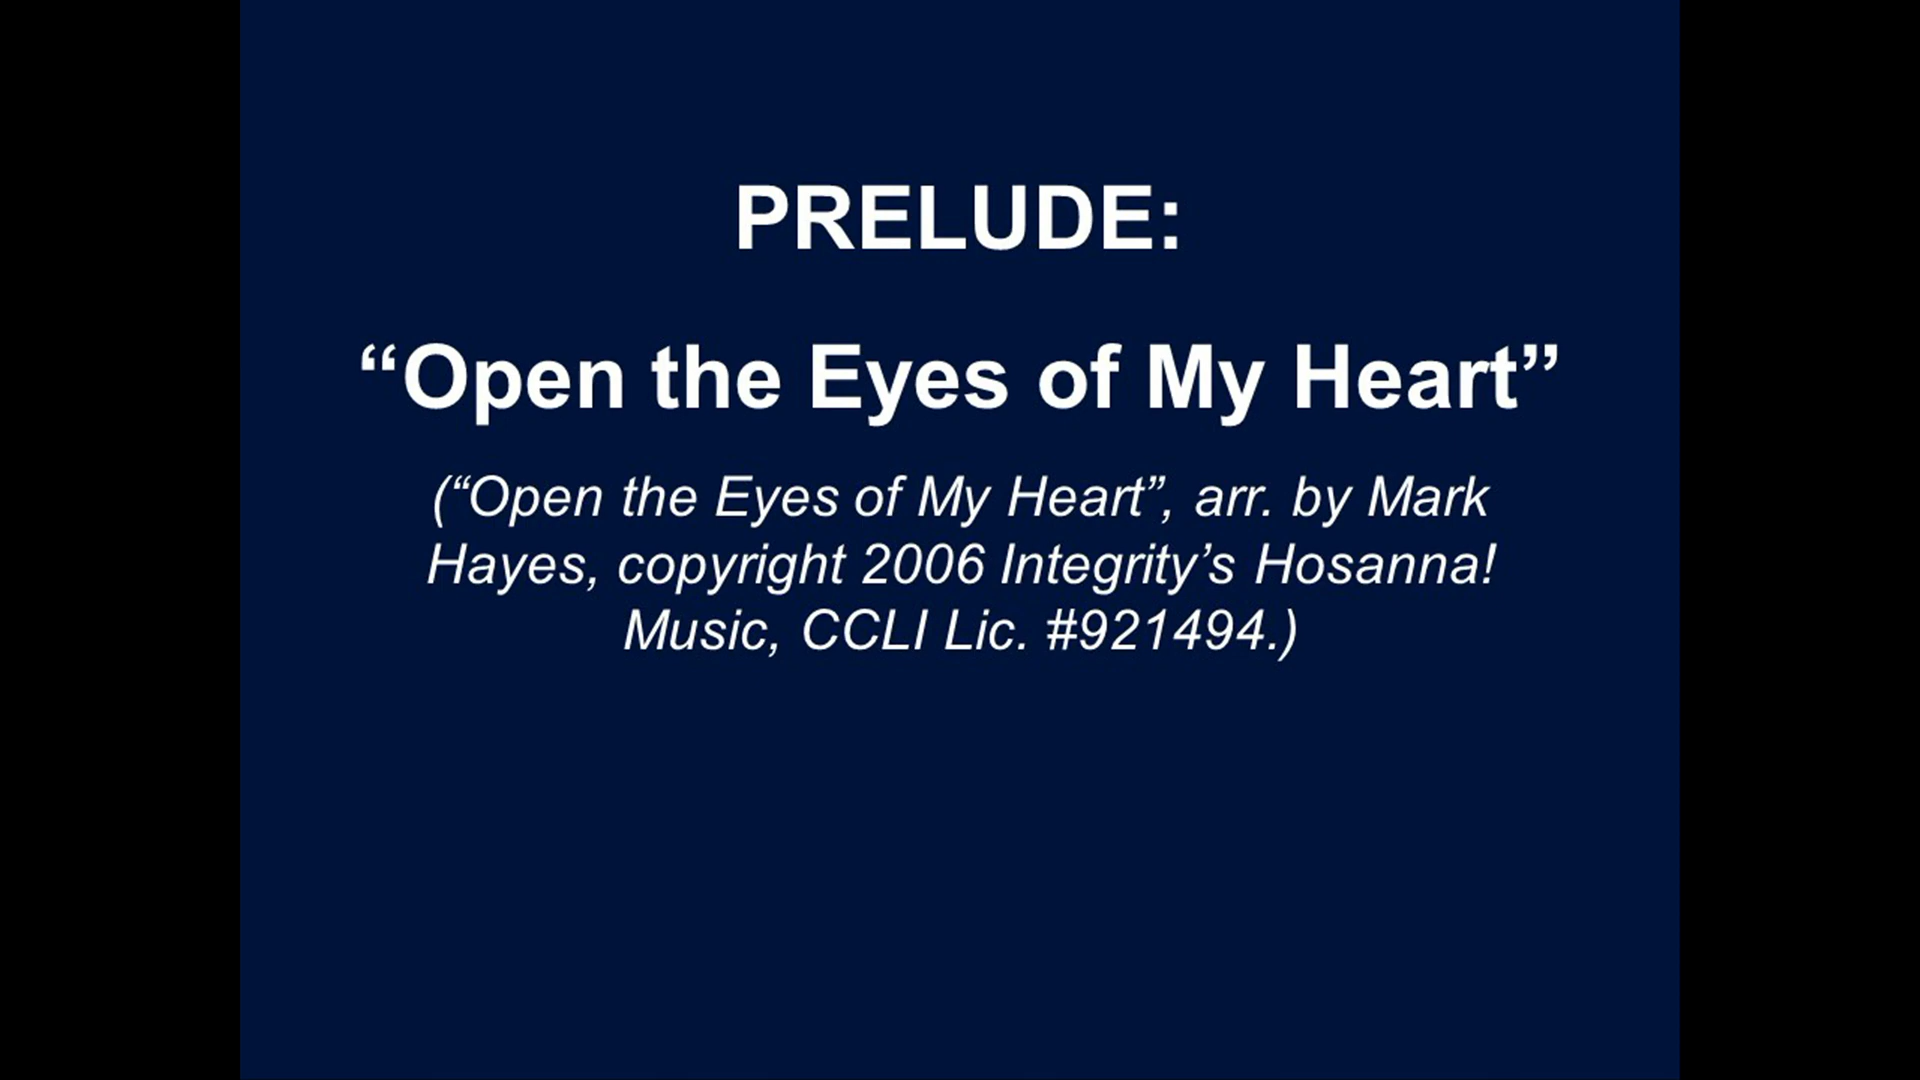 PRELUDE:
“Open the Eyes of My Heart”
(“Open the Eyes of My Heart”, arr. by Mark
Hayes, copyright 2006 Integrity’s Hosanna!
Music, CCLI Lic. #921494.)